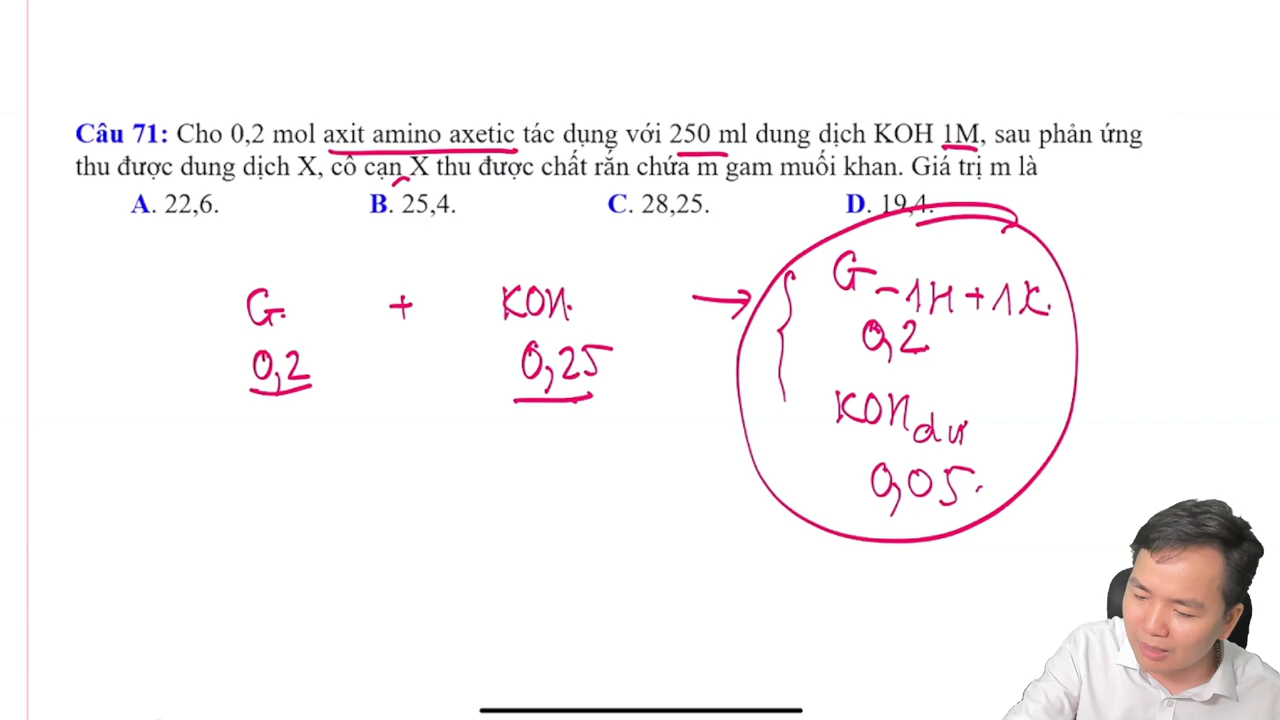 Câu 71: Cho 0,2 mol axit amino axetic tác dụng với 250 ml dung dịch KOH 1M, sau phản ứng
thu được dung dịch X, cô cạn X thu được chất rắn chứa m gam muối khan. Giá trị m là
A. 22,6. B. 25,4. C. 28,25. D. 19,4.
G + KOH → G -1H +1K
0,2 0,25 0,2
KOH dư
0,05